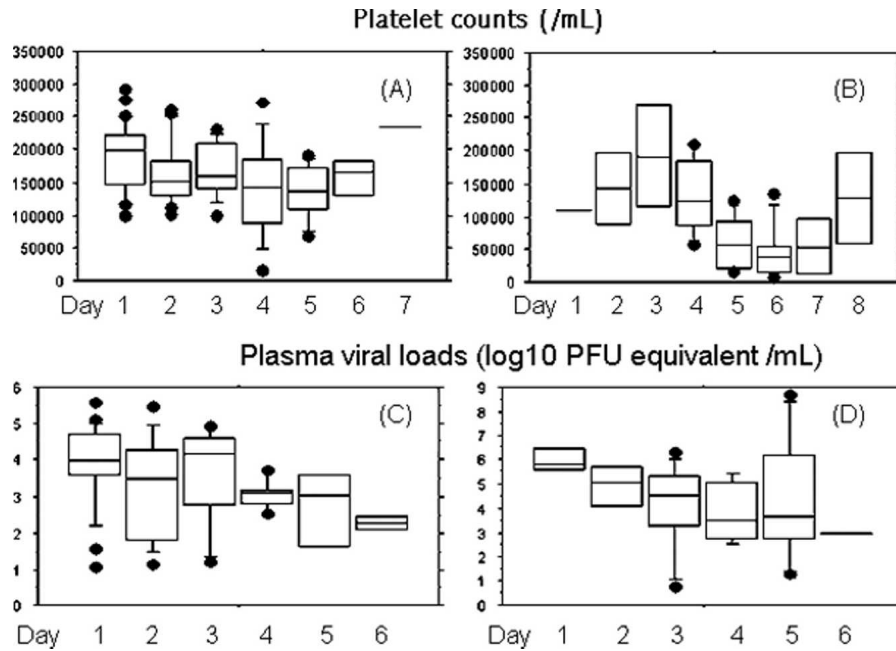 Platelet counts (/mL)
350000 350000
300000 (A) 300000 (B)
250000 250000
200000 200000
150000 150000
100000 100000
50000 50000
0 0
Day 1 2 3 4 5 6 7 Day 1 2 3 4 5 6 7 8
Plasma viral loads (log10 PFU equivalent /mL)
6 9
5 (C) 8 (D)
4 7
3 6
2 5
1 4
0 3
2
1
0
Day 1 2 3 4 5 6 Day 1 2 3 4 5 6